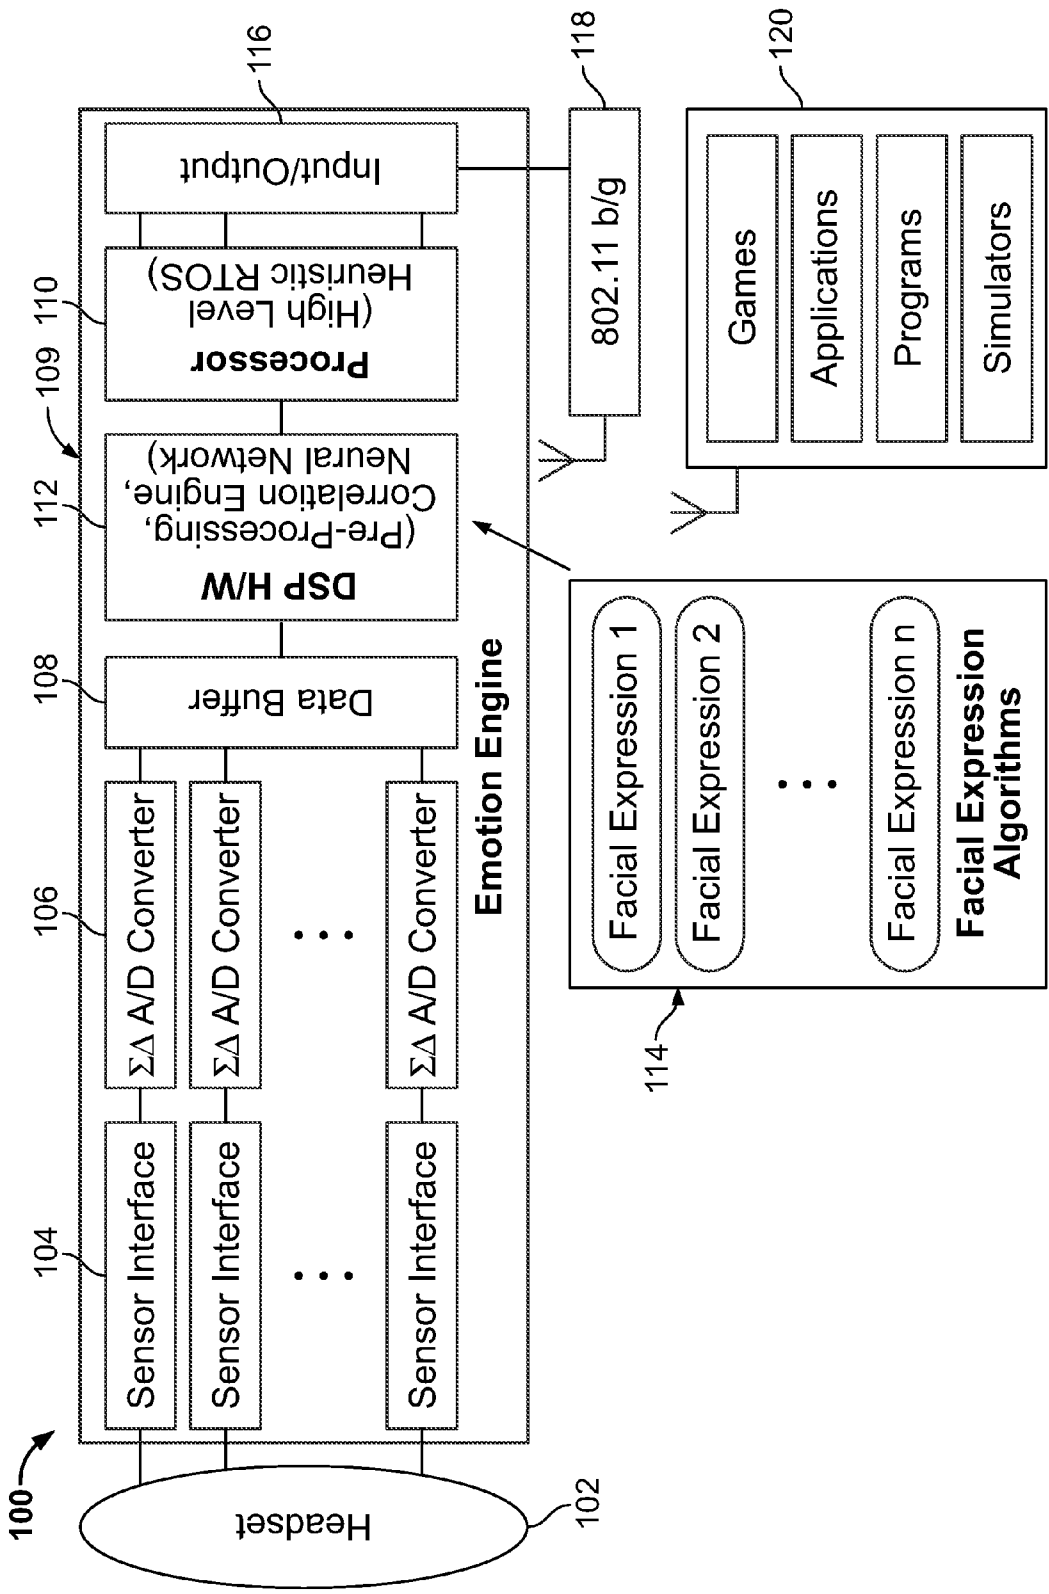 100
104
106
108
112
109
110
116
Headset
102
Sensor Interface
Sensor Interface
• • •
Sensor Interface
ΣΔ A/D Converter
ΣΔ A/D Converter
• • •
ΣΔ A/D Converter
Data Buffer
DSP H/W
(Pre-Processing,
Correlation Engine,
Neural Network)
Processor
(High Level
Heuristic RTOS)
Input/Output
Emotion Engine
114
Facial Expression 1
Facial Expression 2
• • •
Facial Expression n
Facial Expression
Algorithms
802.11 b/g
118
Games
Applications
Programs
Simulators
120